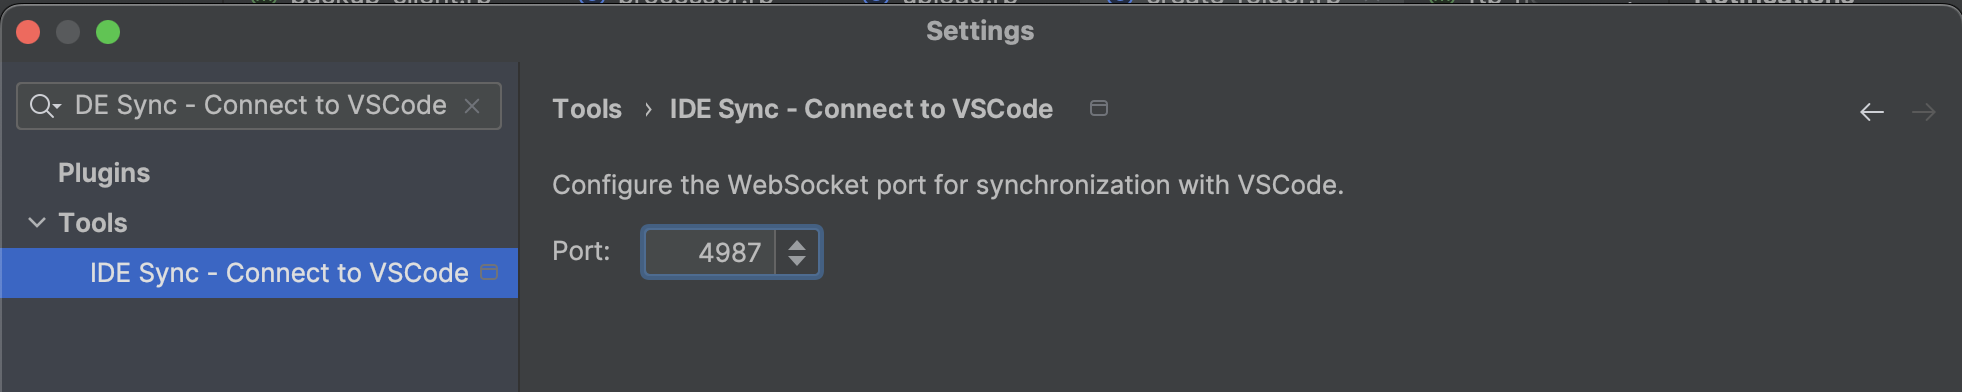 Settings
DE Sync - Connect to VSCode
Plugins
Tools
IDE Sync - Connect to VSCode
Tools › IDE Sync - Connect to VSCode
Configure the WebSocket port for synchronization with VSCode.
Port: 4987